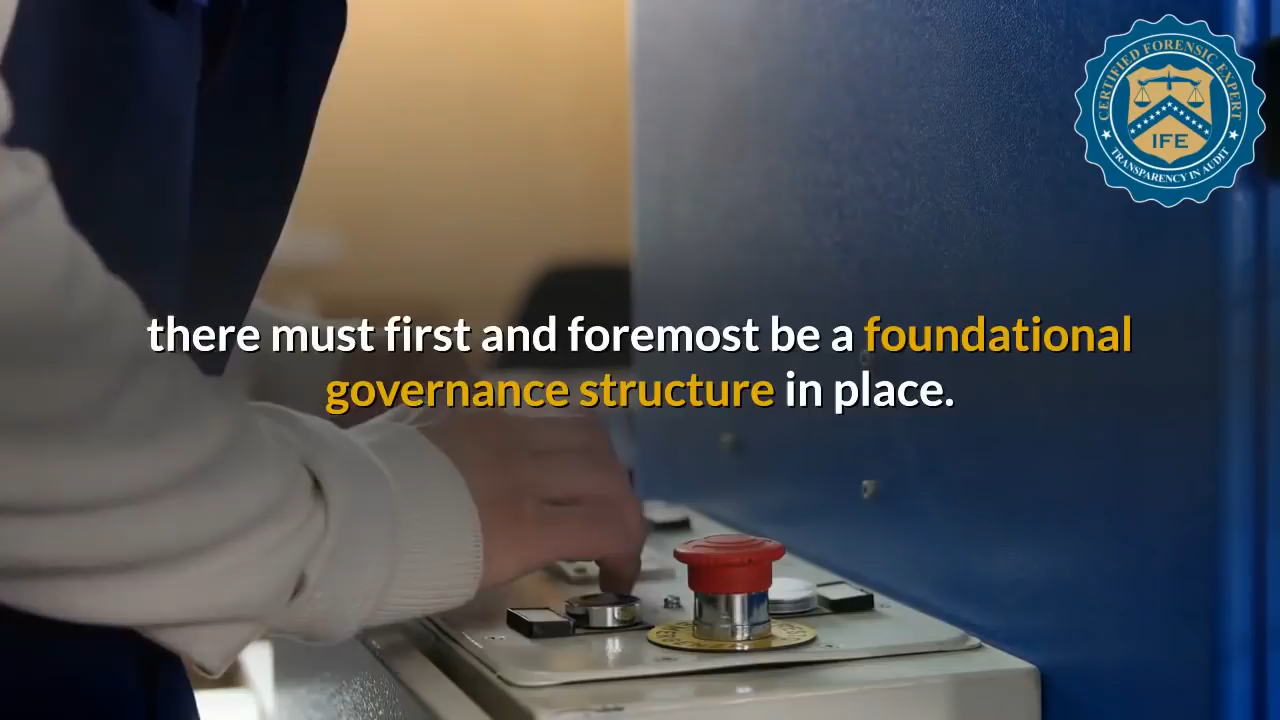 CERTIFIED FORENSIC EXPERT
IFE
TRANSPARENCY IN AUDIT
there must first and foremost be a foundational
governance structure in place.